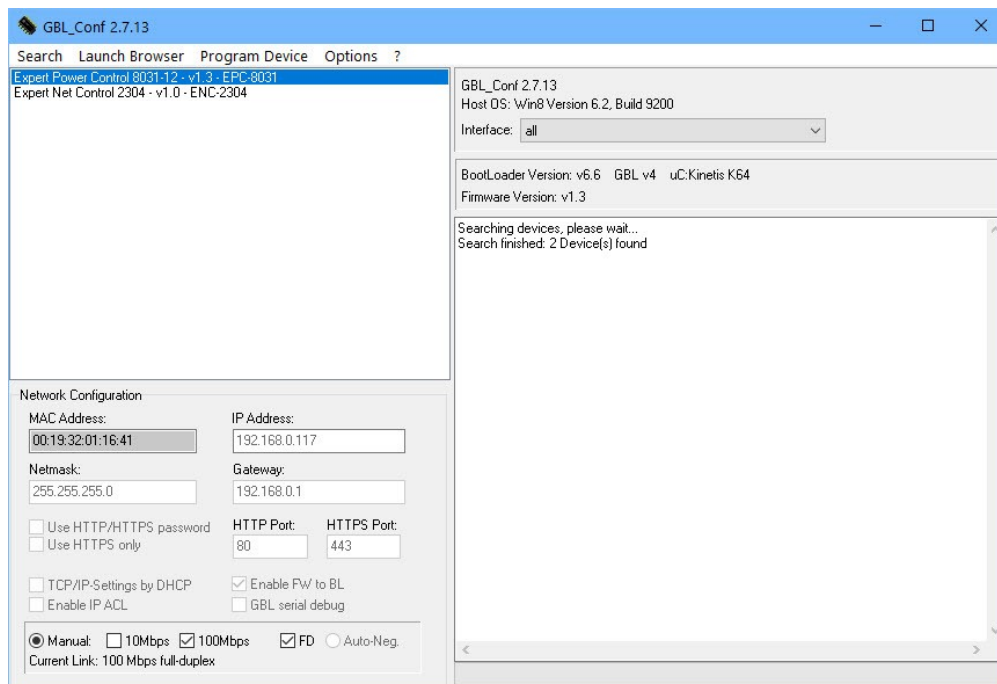 GBL_Conf 2.7.13
Search Launch Browser Program Device Options ?
Expert Power Control 8031-12 - v1.3 - EPC-8031
Expert Net Control 2304 - v1.0 - ENC-2304
GBL_Conf 2.7.13
Host OS: Win8 Version 6.2, Build 9200
Interface: all
BootLoader Version: v6.6 GBL v4 uC:Kinetis K64
Firmware Version: v1.3
Searching devices, please wait...
Search finished: 2 Device(s) found
Network Configuration
MAC Address: IP Address:
00:19:32:01:16:41 192.168.0.117
Netmask: Gateway:
255.255.255.0 192.168.0.1
Use HTTP/HTTPS password HTTP Port: HTTPS Port:
Use HTTPS only 80 443
TCP/IP-Settings by DHCP Enable FW to BL
Enable IP ACL GBL serial debug
Manual: 10Mbps 100Mbps FD Auto-Neg.
Current Link: 100 Mbps full-duplex